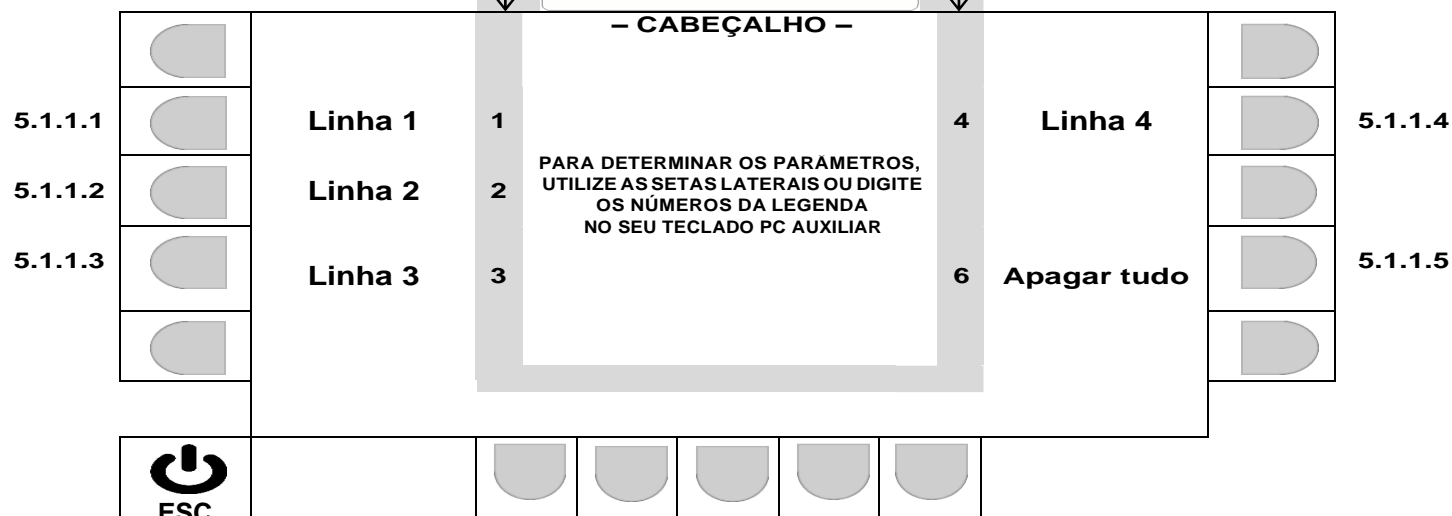 – CABEÇALHO –
5.1.1.1 Linha 1 1 4 Linha 4 5.1.1.4
PARA DETERMINAR OS PARÂMETROS,
5.1.1.2 Linha 2 2 UTILIZE AS SETAS LATERAIS OU DIGITE
OS NÚMEROS DA LEGENDA
NO SEU TECLADO PC AUXILIAR
5.1.1.3 Linha 3 3 6 Apagar tudo 5.1.1.5
ESC